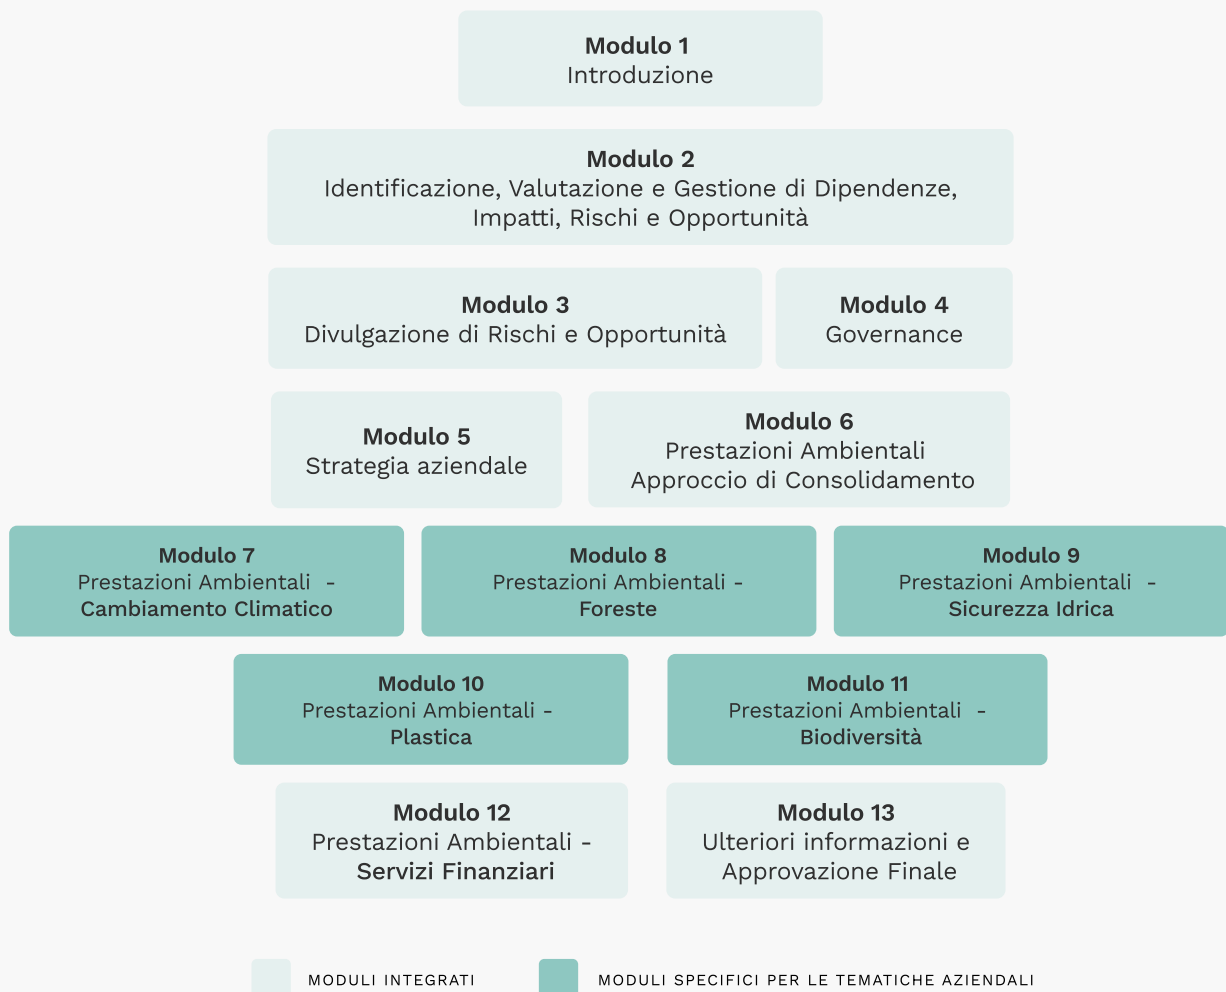 Modulo 1
Introduzione
Modulo 2
Identificazione, Valutazione e Gestione di Dipendenze,
Impatti, Rischi e Opportunità
Modulo 3
Divulgazione di Rischi e Opportunità
Modulo 4
Governance
Modulo 5
Strategia aziendale
Modulo 6
Prestazioni Ambientali
Approccio di Consolidamento
Modulo 7
Prestazioni Ambientali -
Cambiamento Climatico
Modulo 8
Prestazioni Ambientali -
Foreste
Modulo 9
Prestazioni Ambientali -
Sicurezza Idrica
Modulo 10
Prestazioni Ambientali -
Plastica
Modulo 11
Prestazioni Ambientali -
Biodiversità
Modulo 12
Prestazioni Ambientali -
Servizi Finanziari
Modulo 13
Ulteriori informazioni e
Approvazione Finale
MODULI INTEGRATI
MODULI SPECIFICI PER LE TEMATICHE AZIENDALI